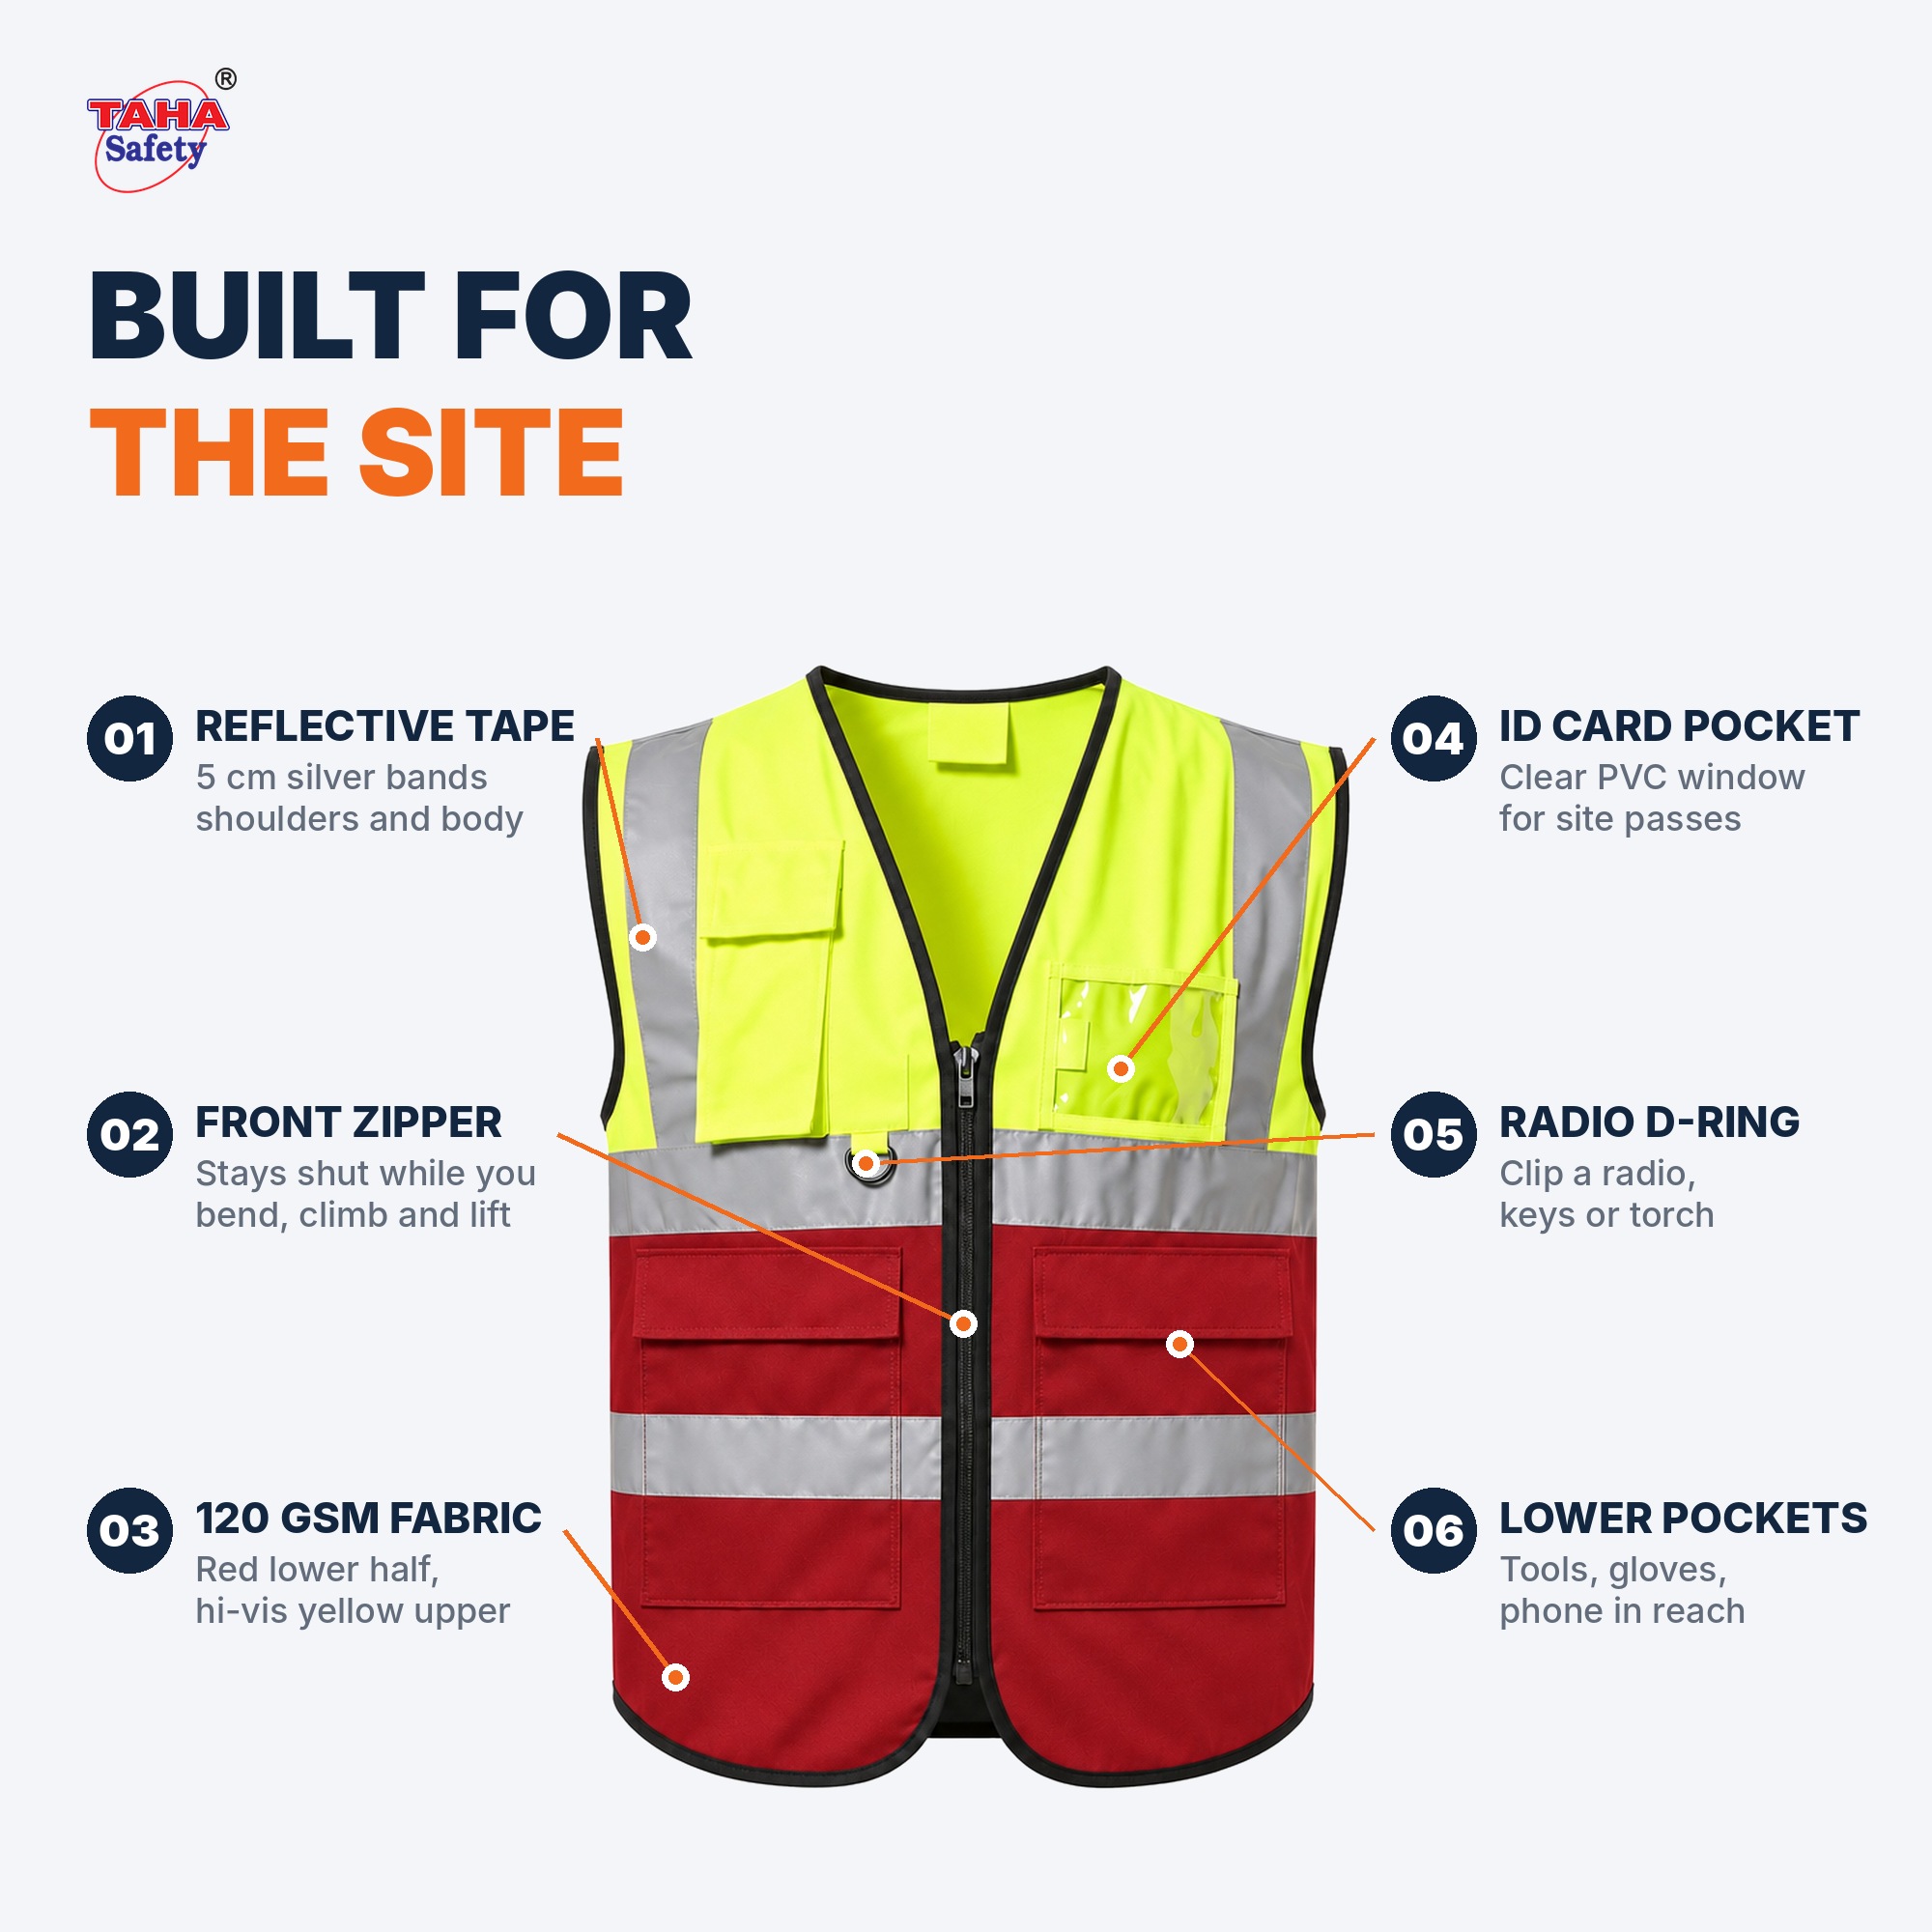 TAHA ®
Safety
BUILT FOR
THE SITE
01 REFLECTIVE TAPE
5 cm silver bands
shoulders and body
02 FRONT ZIPPER
Stays shut while you
bend, climb and lift
03 120 GSM FABRIC
Red lower half,
hi-vis yellow upper
04 ID CARD POCKET
Clear PVC window
for site passes
05 RADIO D-RING
Clip a radio,
keys or torch
06 LOWER POCKETS
Tools, gloves,
phone in reach